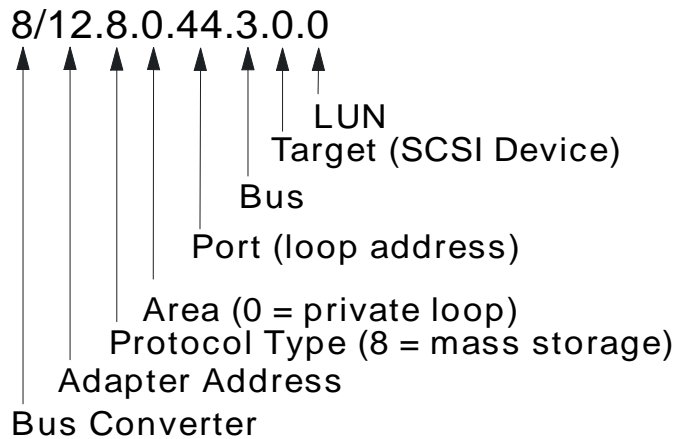 8/12.8.0.44.3.0.0
LUN
Target (SCSI Device)
Bus
Port (loop address)
Area (0 = private loop)
Protocol Type (8 = mass storage)
Adapter Address
Bus Converter